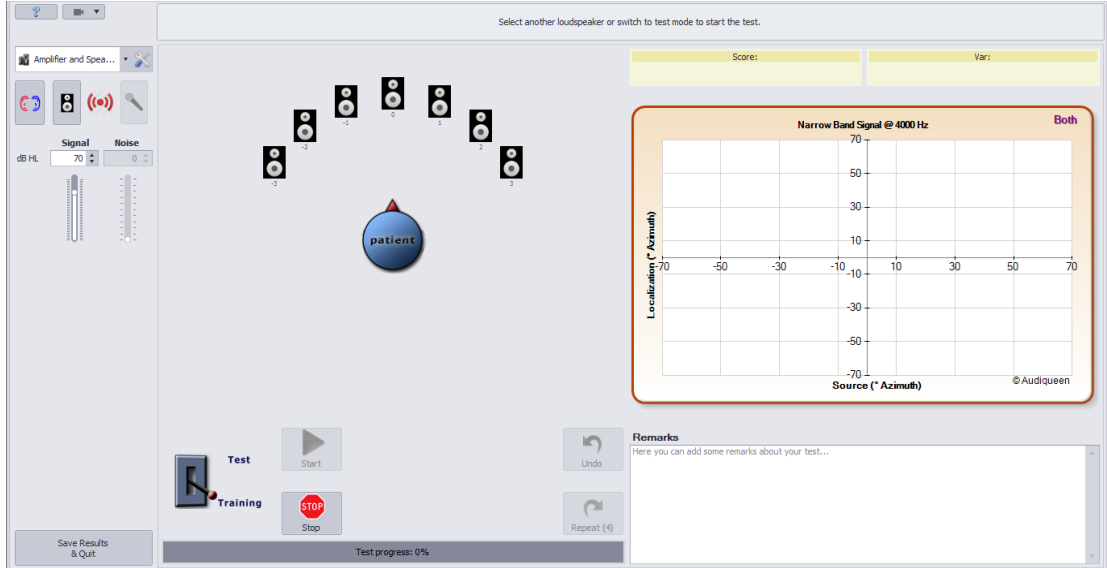 Select another loudspeaker or switch to test mode to start the test.
Amplifier and Spea...
Signal Noise
dB HL 70 0
-3
-2
-1
0
1
2
3
patient
Score:
Var:
Narrow Band Signal @ 4000 Hz
Both
70
50
30
10
-70 -50 -30 -10 10 30 50 70
-10
-30
-50
-70
Localization (° Azimuth)
Source (° Azimuth)
© Audiqueen
Test
Training
Start
STOP
Stop
Undo
Repeat (4)
Test progress: 0%
Remarks
Here you can add some remarks about your test...
Save Results
& Quit